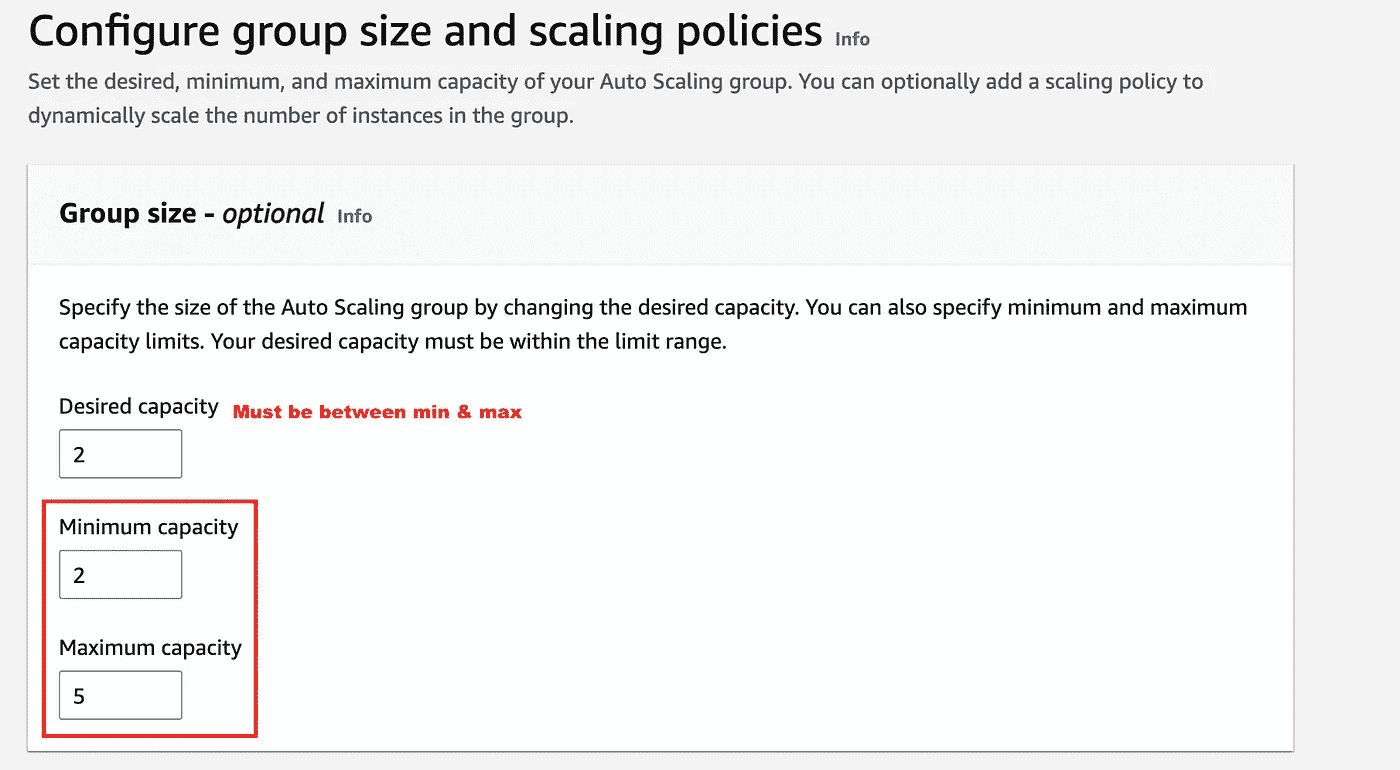 Configure group size and scaling policies Info
Set the desired, minimum, and maximum capacity of your Auto Scaling group. You can optionally add a scaling policy to
dynamically scale the number of instances in the group.
Group size - optional Info
Specify the size of the Auto Scaling group by changing the desired capacity. You can also specify minimum and maximum
capacity limits. Your desired capacity must be within the limit range.
Desired capacity Must be between min & max
2
Minimum capacity
2
Maximum capacity
5